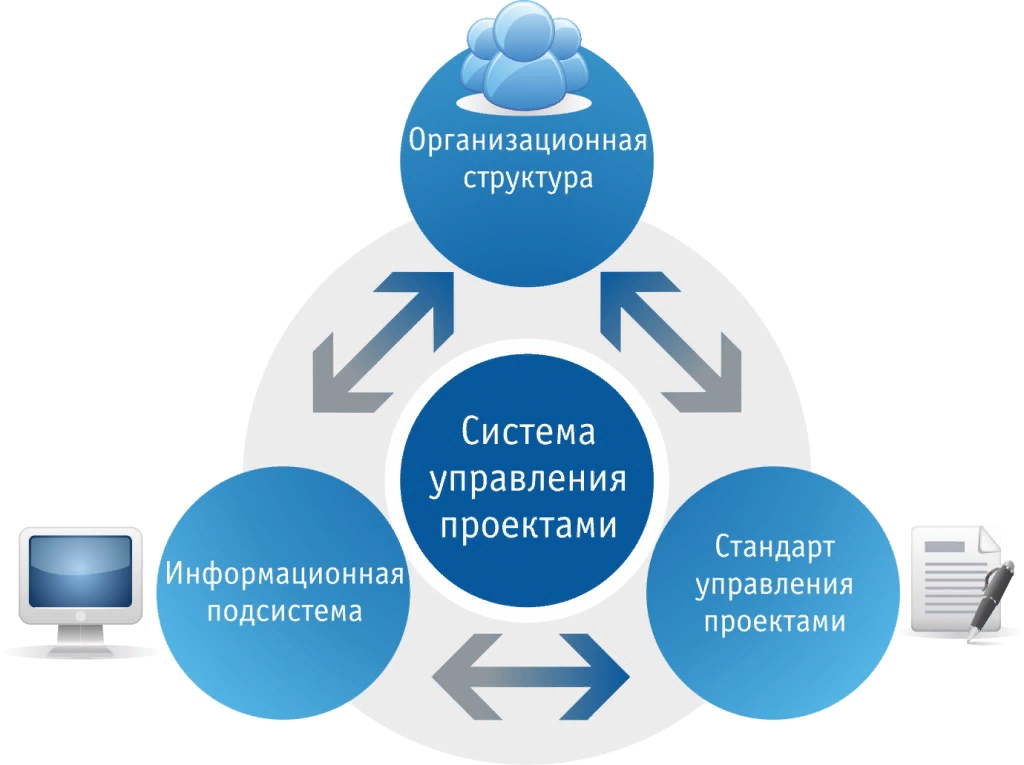 Организационная
структура
Система
управления
проектами
Информационная
подсистема
Стандарт
управления
проектами